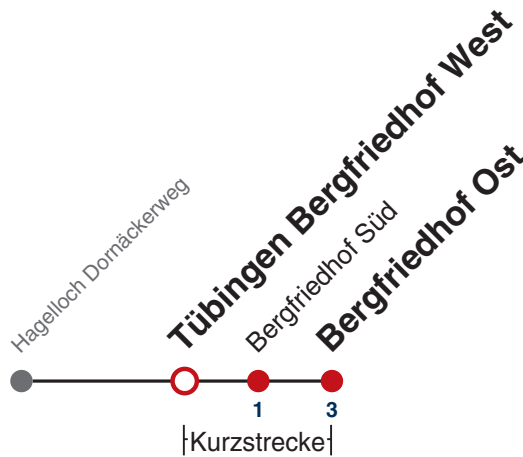 Hagelloch Dornäckerweg
Tübingen Bergfriedhof West
Bergfriedhof Süd
Bergfriedhof Ost
1
3
Kurzstrecke